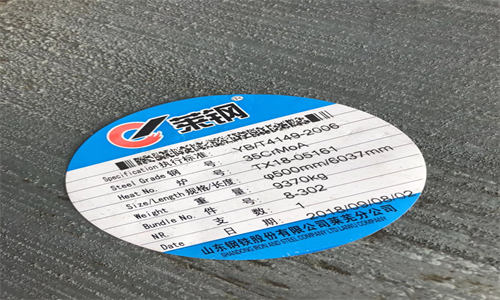 莱钢®
Specification 执行标准: YB/T4149-2006
Steel Grade 钢 号: 35CrMoA
Heat No. 炉 号: TX18-05161
Size/Length 规格/长度: φ500mm/6037mm
Weight 重 量: 9370kg
Bundle No. 件 号: 8-302
NR 支 数: 1
Date 日 期: 2018/09/08/02
山东钢铁股份有限公司莱芜分公司
SHANDONG IRON AND STEEL COMPANY LTD LAIWU COMPANY